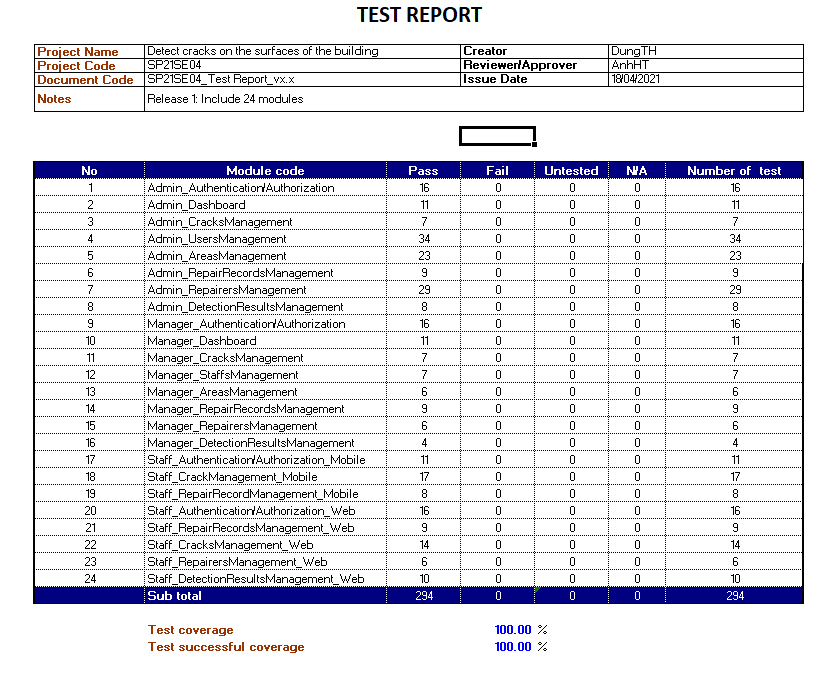 TEST REPORT
Project Name Detect cracks on the surfaces of the building Creator DungTH
Project Code SP21SE04 Reviewer/Approver AnhHT
Document Code SP21SE04_Test Report_vx.x Issue Date 18/04/2021
Notes Release 1: Include 24 modules
No Module code Pass Fail Untested N/A Number of test
1 Admin_Authentication/Authorization 16 0 0 0 16
2 Admin_Dashboard 11 0 0 0 11
3 Admin_CracksManagement 7 0 0 0 7
4 Admin_UsersManagement 34 0 0 0 34
5 Admin_AreasManagement 23 0 0 0 23
6 Admin_RepairRecordsManagement 9 0 0 0 9
7 Admin_RepairersManagement 29 0 0 0 29
8 Admin_DetectionResultsManagement 8 0 0 0 8
9 Manager_Authentication/Authorization 16 0 0 0 16
10 Manager_Dashboard 11 0 0 0 11
11 Manager_CracksManagement 7 0 0 0 7
12 Manager_StaffsManagement 7 0 0 0 7
13 Manager_AreasManagement 6 0 0 0 6
14 Manager_RepairRecordsManagement 9 0 0 0 9
15 Manager_RepairersManagement 6 0 0 0 6
16 Manager_DetectionResultsManagement 4 0 0 0 4
17 Staff_Authentication/Authorization_Mobile 11 0 0 0 11
18 Staff_CrackManagement_Mobile 17 0 0 0 17
19 Staff_RepairRecordManagement_Mobile 8 0 0 0 8
20 Staff_Authentication/Authorization_Web 16 0 0 0 16
21 Staff_RepairRecordsManagement_Web 9 0 0 0 9
22 Staff_CracksManagement_Web 14 0 0 0 14
23 Staff_RepairersManagement_Web 6 0 0 0 6
24 Staff_DetectionResultsManagement_Web 10 0 0 0 10
Sub total 294 0 0 0 294
Test coverage 100.00 %
Test successful coverage 100.00 %